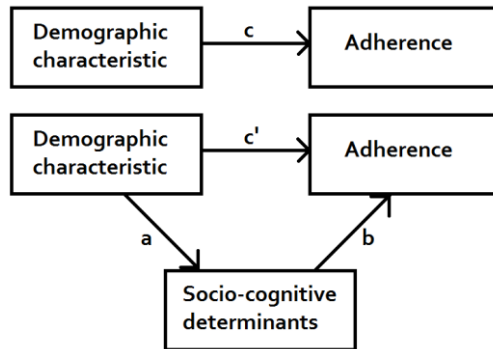 Demographic
characteristic
c
Adherence
Demographic
characteristic
c'
Adherence
a
b
Socio-cognitive
determinants